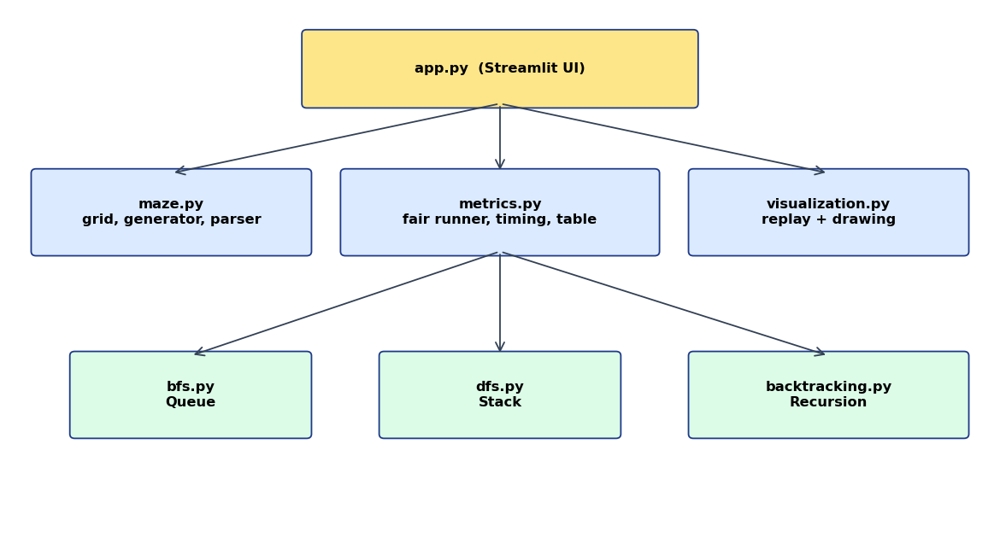 app.py  (Streamlit UI)
maze.py
grid, generator, parser
metrics.py
fair runner, timing, table
visualization.py
replay + drawing
bfs.py
Queue
dfs.py
Stack
backtracking.py
Recursion